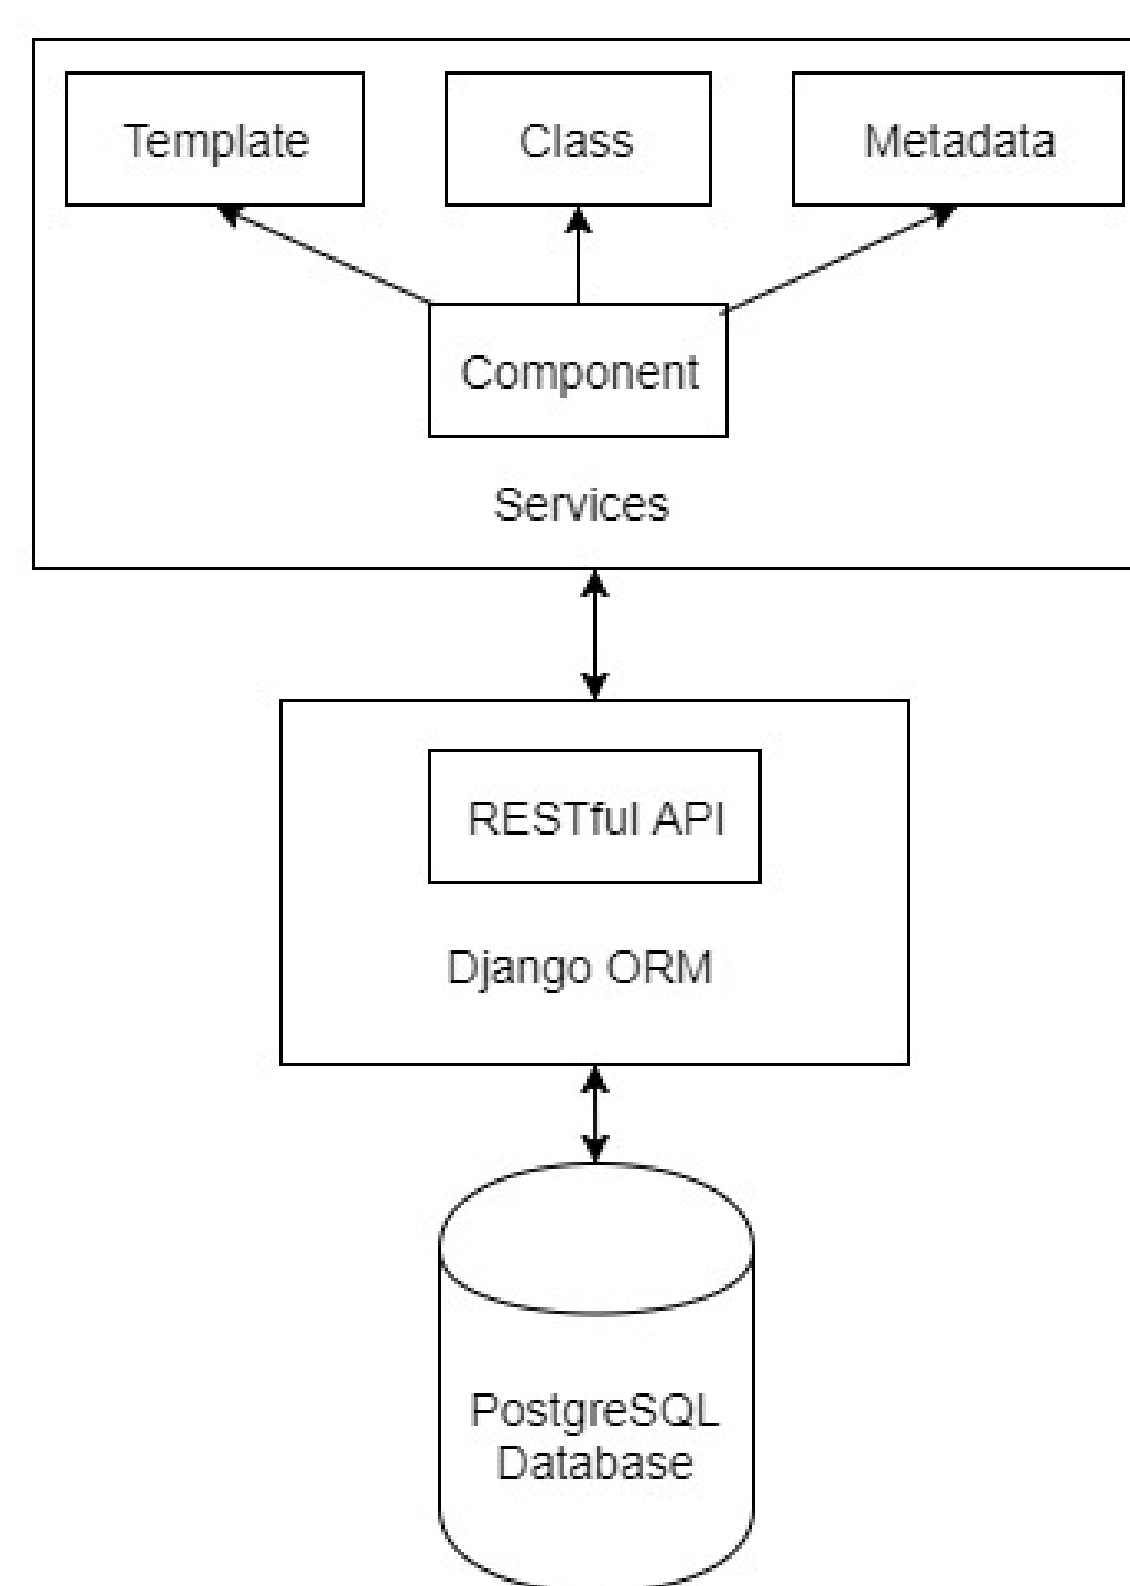 Template
Class
Metadata
Component
Services
RESTful API
Django ORM
PostgreSQL
Database